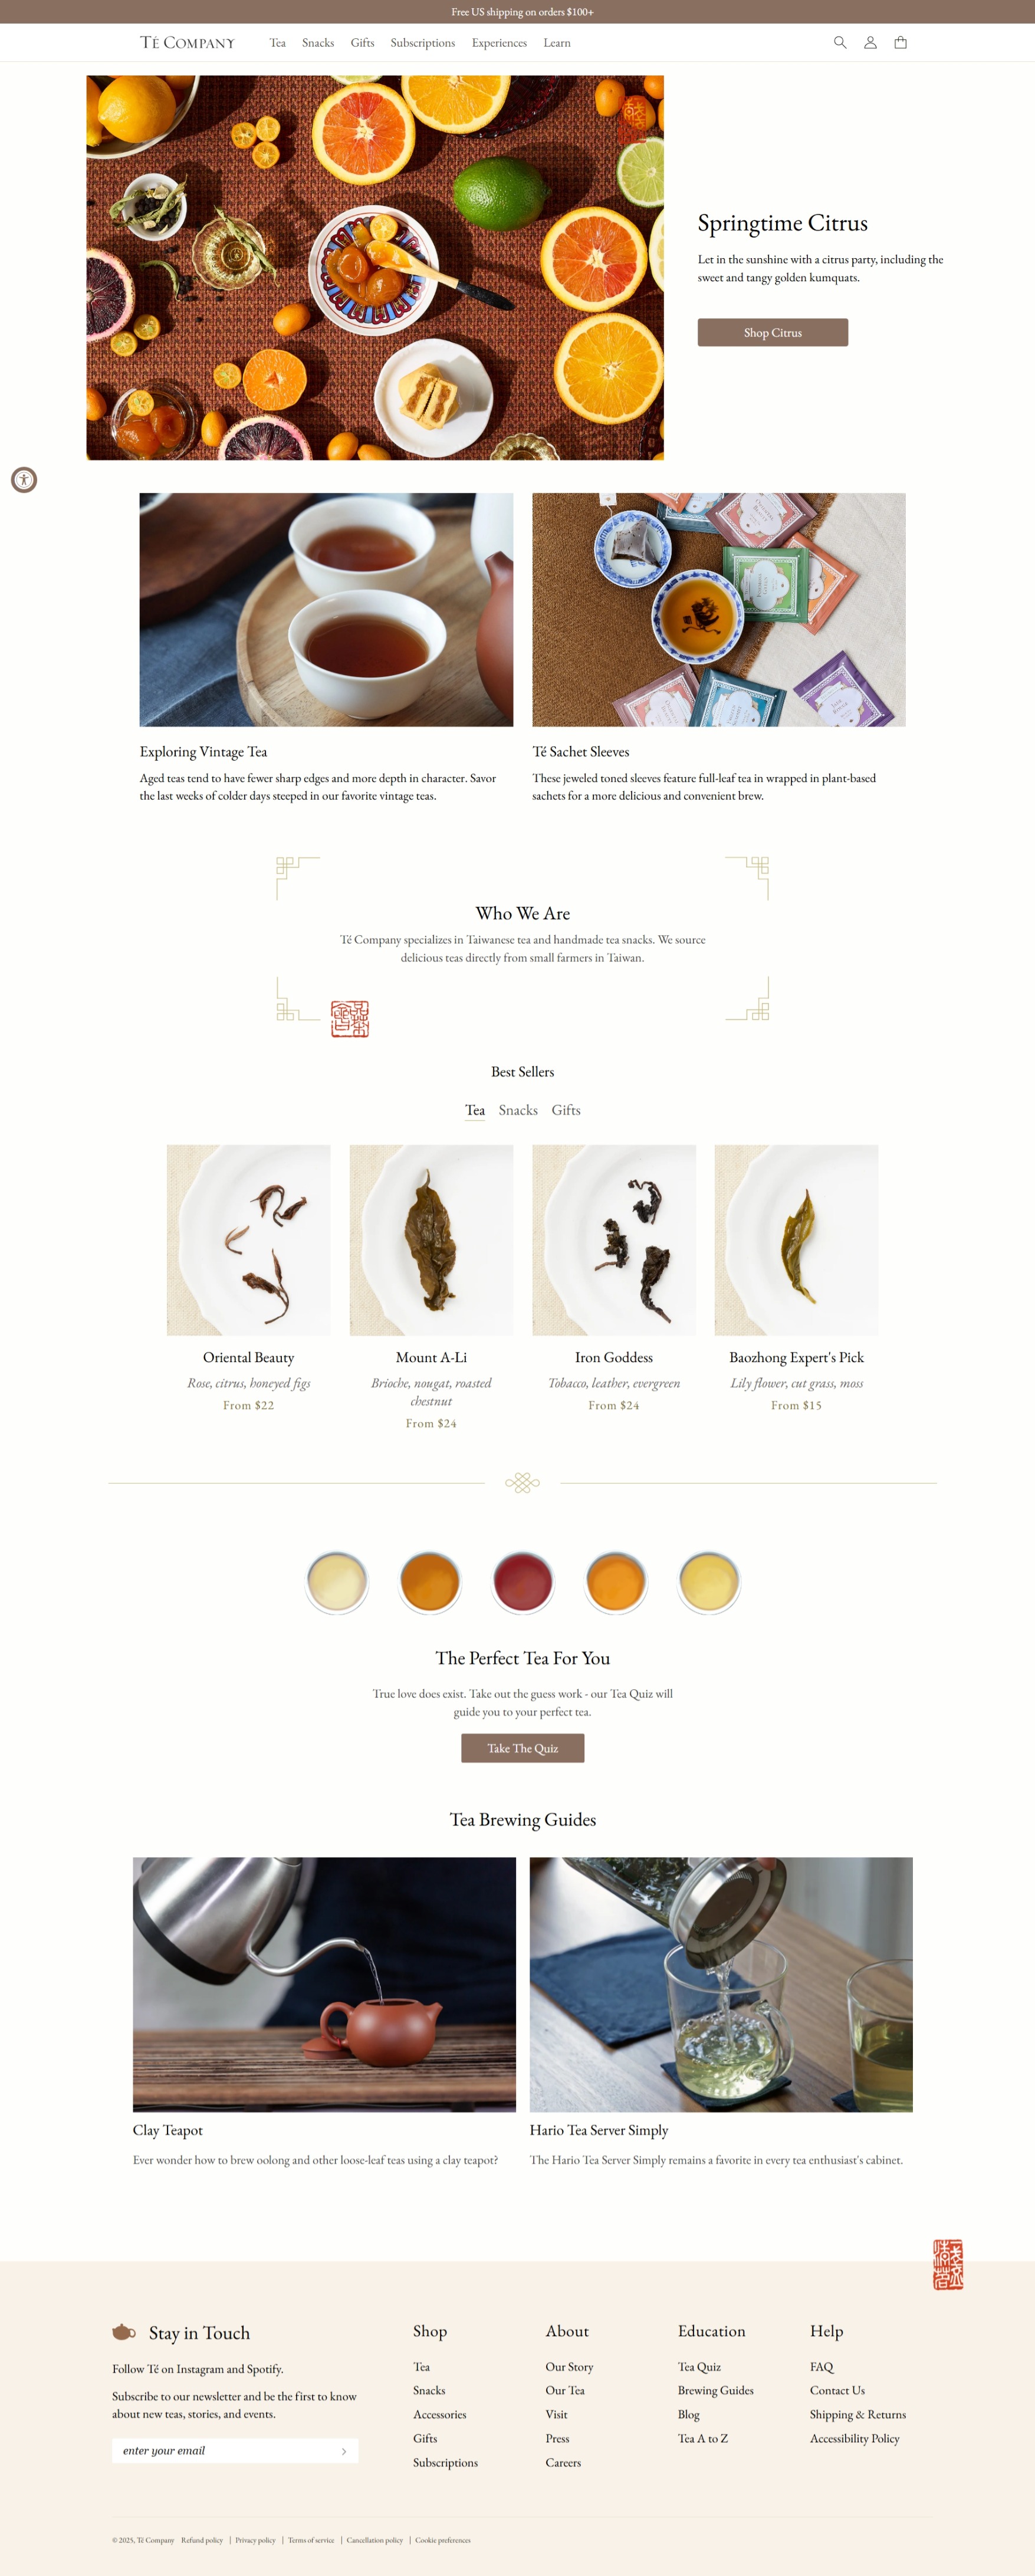 Free US shipping on orders $100+
TÉ COMPANY
Tea
Snacks
Gifts
Subscriptions
Experiences
Learn
Springtime Citrus
Let in the sunshine with a citrus party, including the
sweet and tangy golden kumquats.
Shop Citrus
Exploring Vintage Tea
Aged teas tend to have fewer sharp edges and more depth in character. Savor
the last weeks of colder days steeped in our favorite vintage teas.
Té Sachet Sleeves
These jeweled toned sleeves feature full-leaf tea in wrapped in plant-based
sachets for a more delicious and convenient brew.
Who We Are
Té Company specializes in Taiwanese tea and handmade tea snacks. We source
delicious teas directly from small farmers in Taiwan.
Best Sellers
Tea
Snacks
Gifts
Oriental Beauty
Rose, citrus, honeyed figs
From $22
Mount A-Li
Brioche, nougat, roasted
chestnut
From $24
Iron Goddess
Tobacco, leather, evergreen
From $24
Baozhong Expert's Pick
Lily flower, cut grass, moss
From $15
The Perfect Tea For You
True love does exist. Take out the guess work - our Tea Quiz will
guide you to your perfect tea.
Take The Quiz
Tea Brewing Guides
Clay Teapot
Ever wonder how to brew oolong and other loose-leaf teas using a clay teapot?
Hario Tea Server Simply
The Hario Tea Server Simply remains a favorite in every tea enthusiast's cabinet.
Stay in Touch
Follow Té on Instagram and Spotify.
Subscribe to our newsletter and be the first to know
about new teas, stories, and events.
enter your email
Shop
Tea
Snacks
Accessories
Gifts
Subscriptions
About
Our Story
Our Tea
Visit
Press
Careers
Education
Tea Quiz
Brewing Guides
Blog
Tea A to Z
Help
FAQ
Contact Us
Shipping & Returns
Accessibility Policy
© 2025, Té Company
Refund policy | Privacy policy | Terms of service | Cancellation policy | Cookie preferences